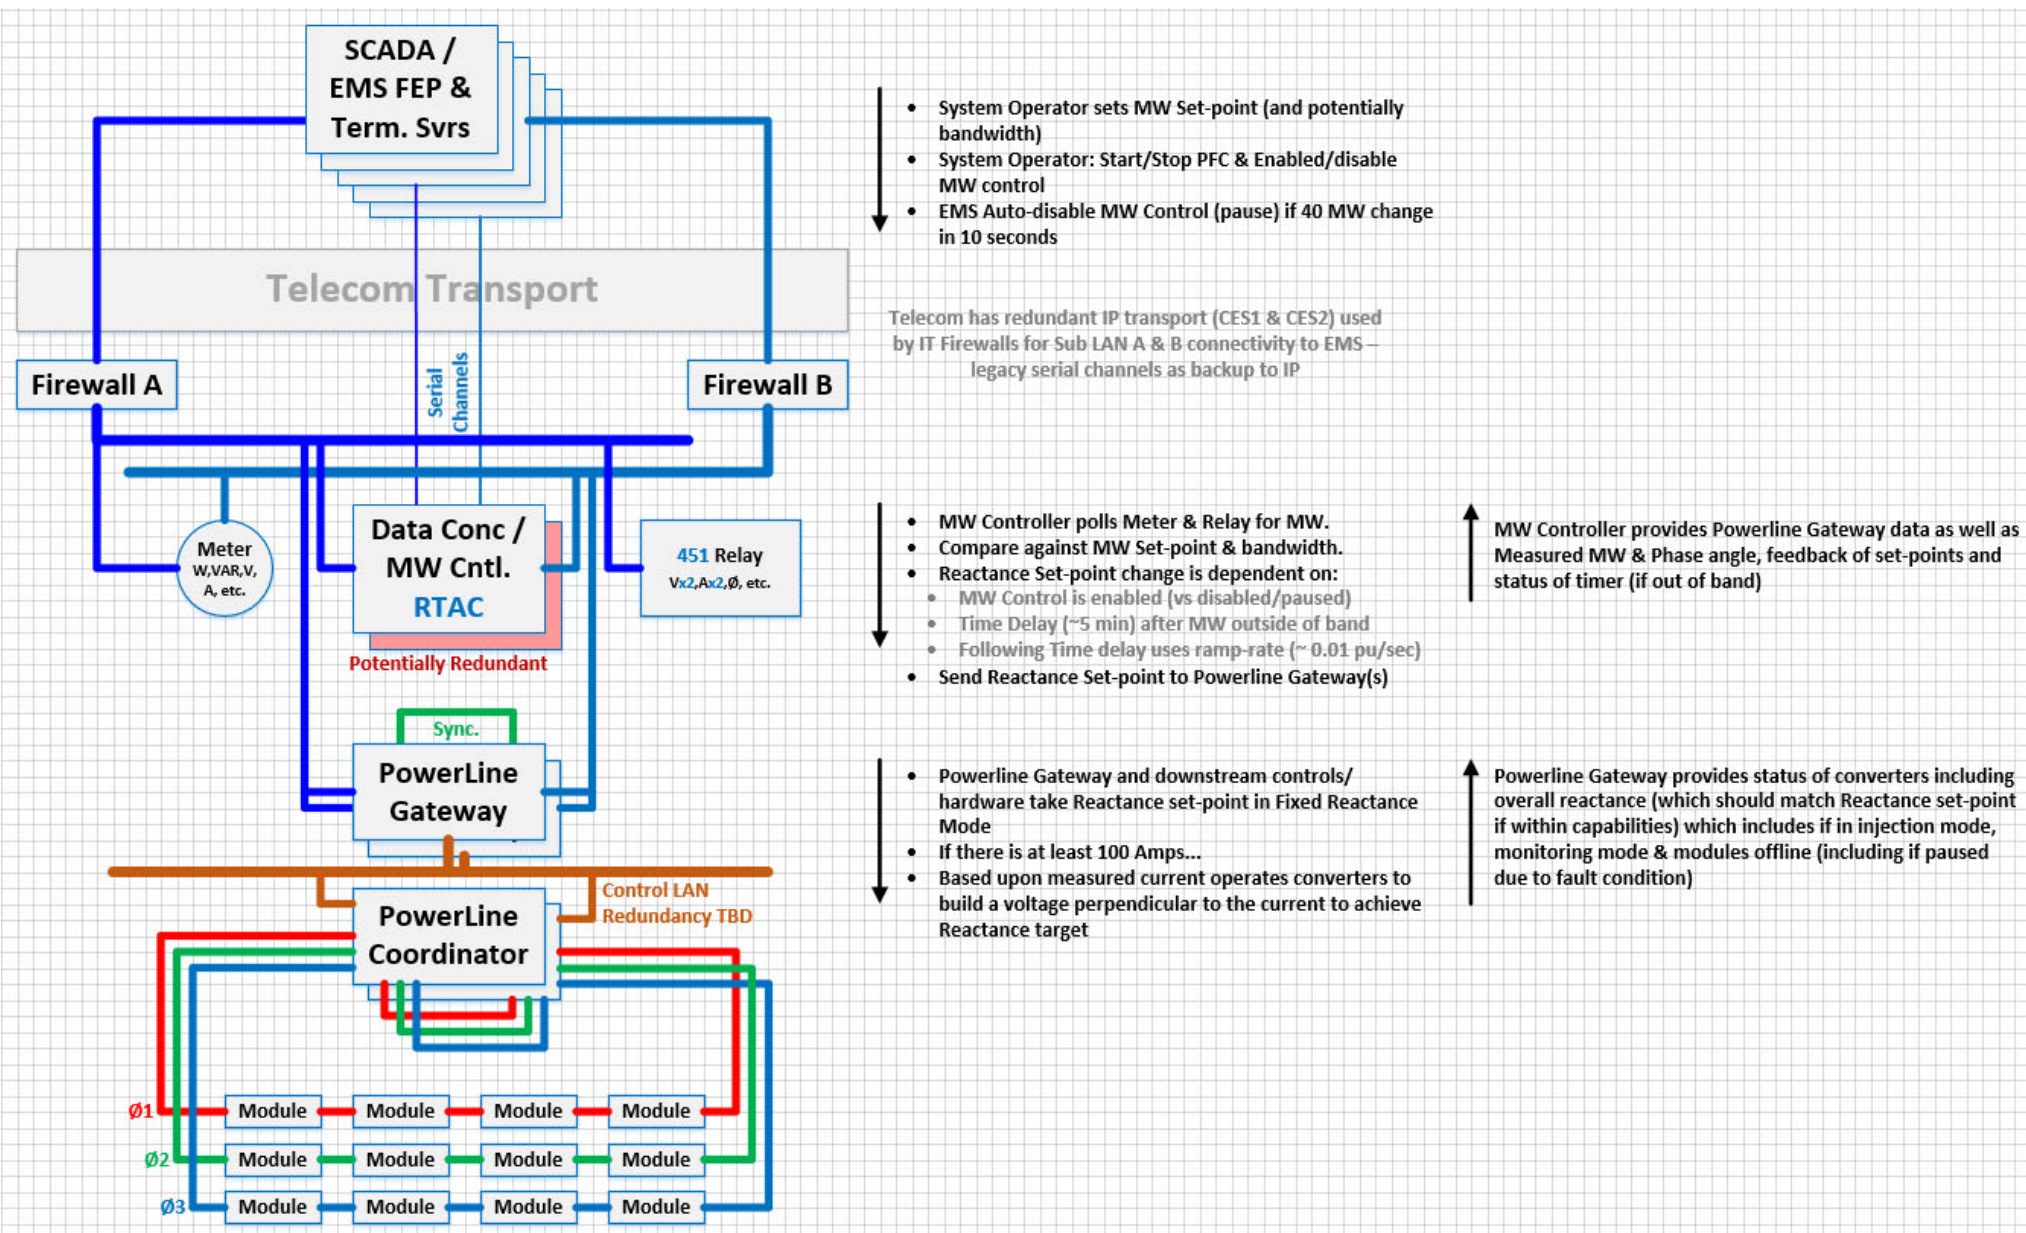 SCADA /
EMS FEP &
Term. Svrs
• System Operator sets MW Set-point (and potentially
bandwidth)
• System Operator: Start/Stop PFC & Enabled/disable
MW control
• EMS Auto-disable MW Control (pause) if 40 MW change
in 10 seconds
Telecom Transport
Telecom has redundant IP transport (CES1 & CES2) used
by IT Firewalls for Sub LAN A & B connectivity to EMS –
legacy serial channels as backup to IP
Firewall A
Serial
Channels
Firewall B
Meter
W,VAR,V,
A, etc.
Data Conc /
MW Cntl.
RTAC
Potentially Redundant
451 Relay
Vx2,Ax2,Ø, etc.
• MW Controller polls Meter & Relay for MW.
• Compare against MW Set-point & bandwidth.
• Reactance Set-point change is dependent on:
• MW Control is enabled (vs disabled/paused)
• Time Delay (~5 min) after MW outside of band
• Following Time delay uses ramp-rate (~ 0.01 pu/sec)
• Send Reactance Set-point to Powerline Gateway(s)
MW Controller provides Powerline Gateway data as well as
Measured MW & Phase angle, feedback of set-points and
status of timer (if out of band)
Sync.
PowerLine
Gateway
• Powerline Gateway and downstream controls/
hardware take Reactance set-point in Fixed Reactance
Mode
• If there is at least 100 Amps...
• Based upon measured current operates converters to
build a voltage perpendicular to the current to achieve
Reactance target
Powerline Gateway provides status of converters including
overall reactance (which should match Reactance set-point
if within capabilities) which includes if in injection mode,
monitoring mode & modules offline (including if paused
due to fault condition)
Control LAN
Redundancy TBD
PowerLine
Coordinator
Ø1 Module Module Module Module
Ø2 Module Module Module Module
Ø3 Module Module Module Module